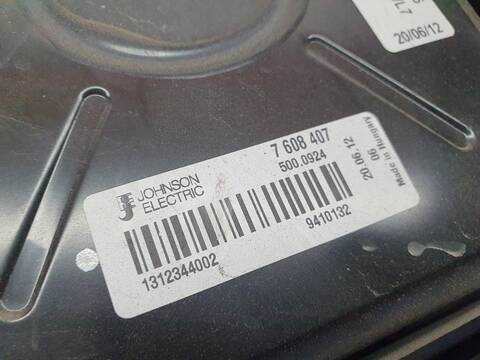 L7
20/06/12
JOHNSON
ELECTRIC
7 608 407
500.0924
20.06.12
06
Made in Hungary
1312344002
9410132